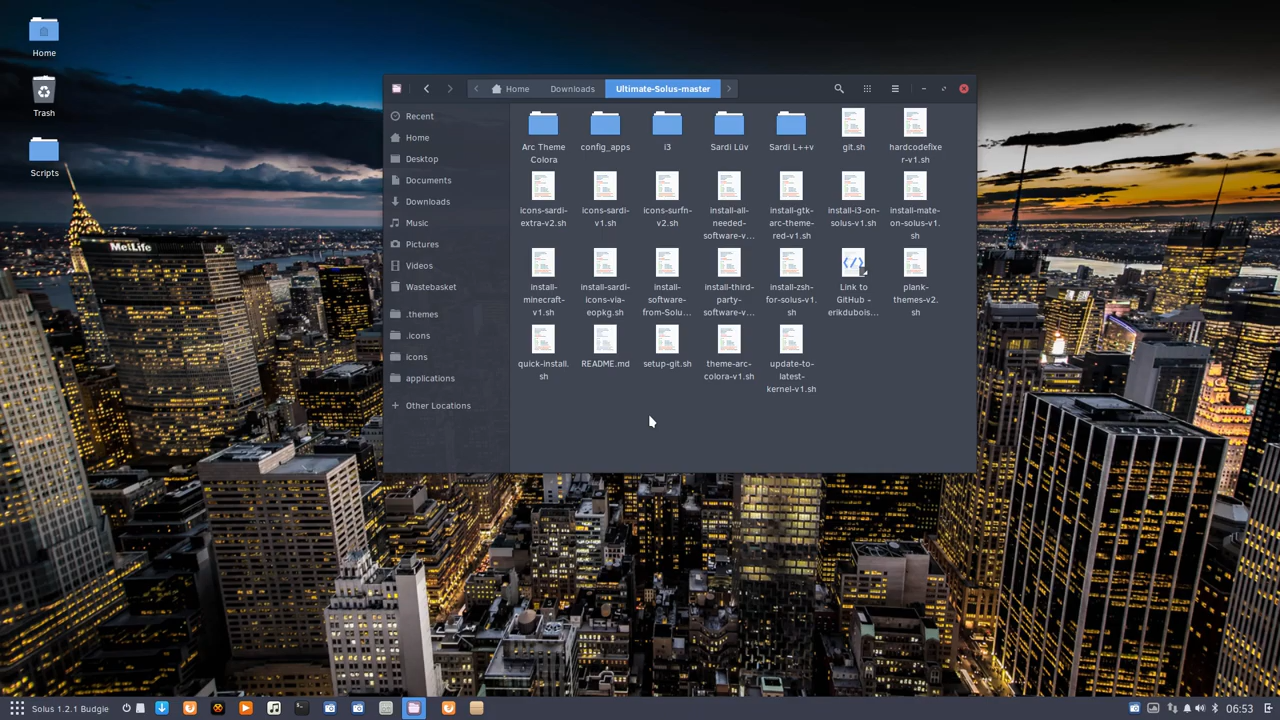 Home
Trash
Scripts
MetLife
Home
Downloads
Ultimate-Solus-master
Recent
Home
Desktop
Documents
Downloads
Music
Pictures
Videos
Wastebasket
.themes
.icons
icons
applications
Other Locations
Arc Theme
Colora
config_apps
i3
Sardi Lüv
Sardi L++v
git.sh
hardcodefixe
r-v1.sh
icons-sardi-
extra-v2.sh
icons-sardi-
v1.sh
icons-surfn-
v2.sh
install-all-
needed-
software-v...
install-gtk-
arc-theme-
red-v1.sh
install-i3-on-
solus-v1.sh
install-mate-
on-solus-v1.
sh
install-
minecraft-
v1.sh
install-sardi-
icons-via-
eopkg.sh
install-
software-
from-Solu...
install-third-
party-
software-v...
install-zsh-
for-solus-v1.
sh
Link to
GitHub –
erikdubois...
plank-
themes-v2.
sh
quick-install.
sh
README.md
setup-git.sh
theme-arc-
colora-v1.sh
update-to-
latest-
kernel-v1.sh
Solus 1.2.1 Budgie
06:53